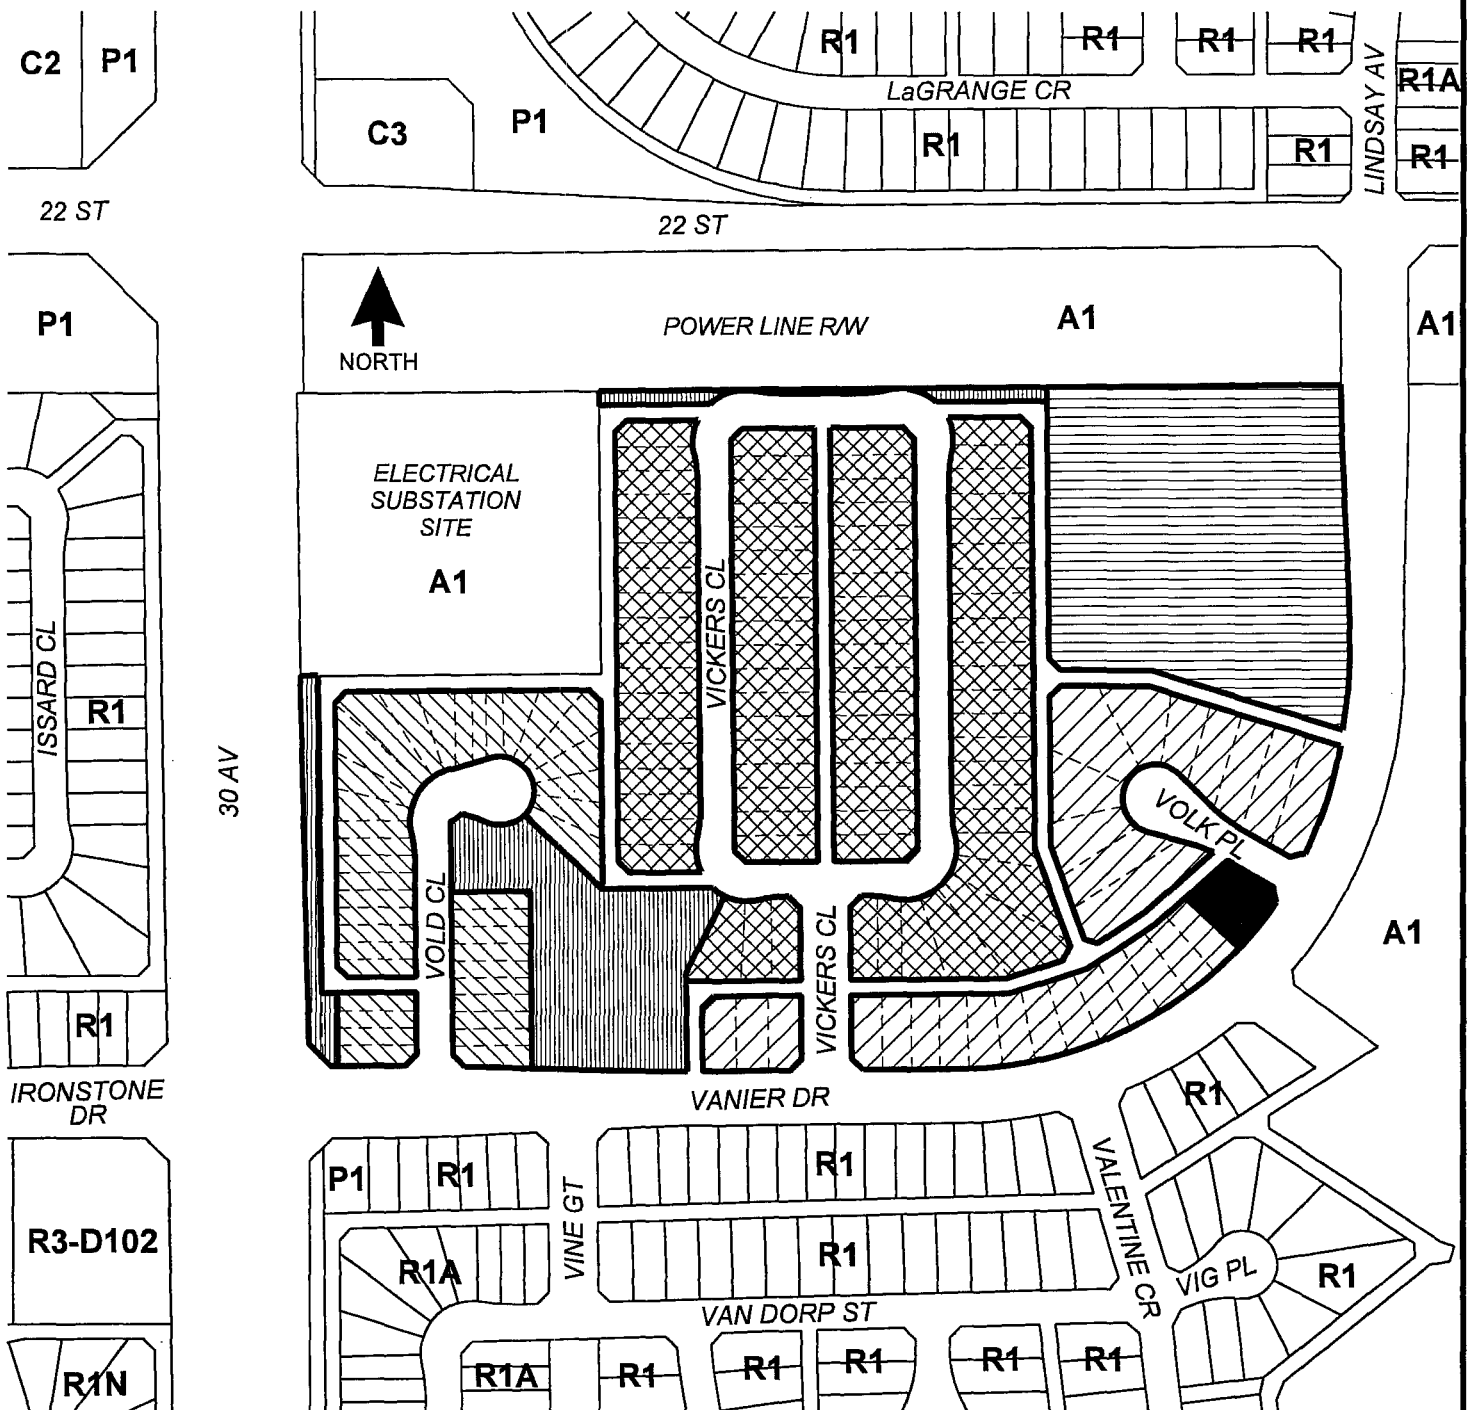 C2
P1
R1
R1
R1
R1
LINDSAY AV
R1A
LaGRANGE CR
C3
P1
R1
R1
R1
22 ST
22 ST
P1
NORTH
POWER LINE R/W
A1
A1
ELECTRICAL
SUBSTATION
SITE
A1
VICKERS CL
ISSARD CL
R1
30 AV
VOLK PL
VOLD CL
VICKERS CL
A1
R1
IRONSTONE
DR
VANIER DR
R1
P1
R1
R1
VINE GT
VALENTINE CR
R3-D102
R1A
R1
VIG PL
R1
VAN DORP ST
R1N
R1A
R1
R1
R1
R1
R1